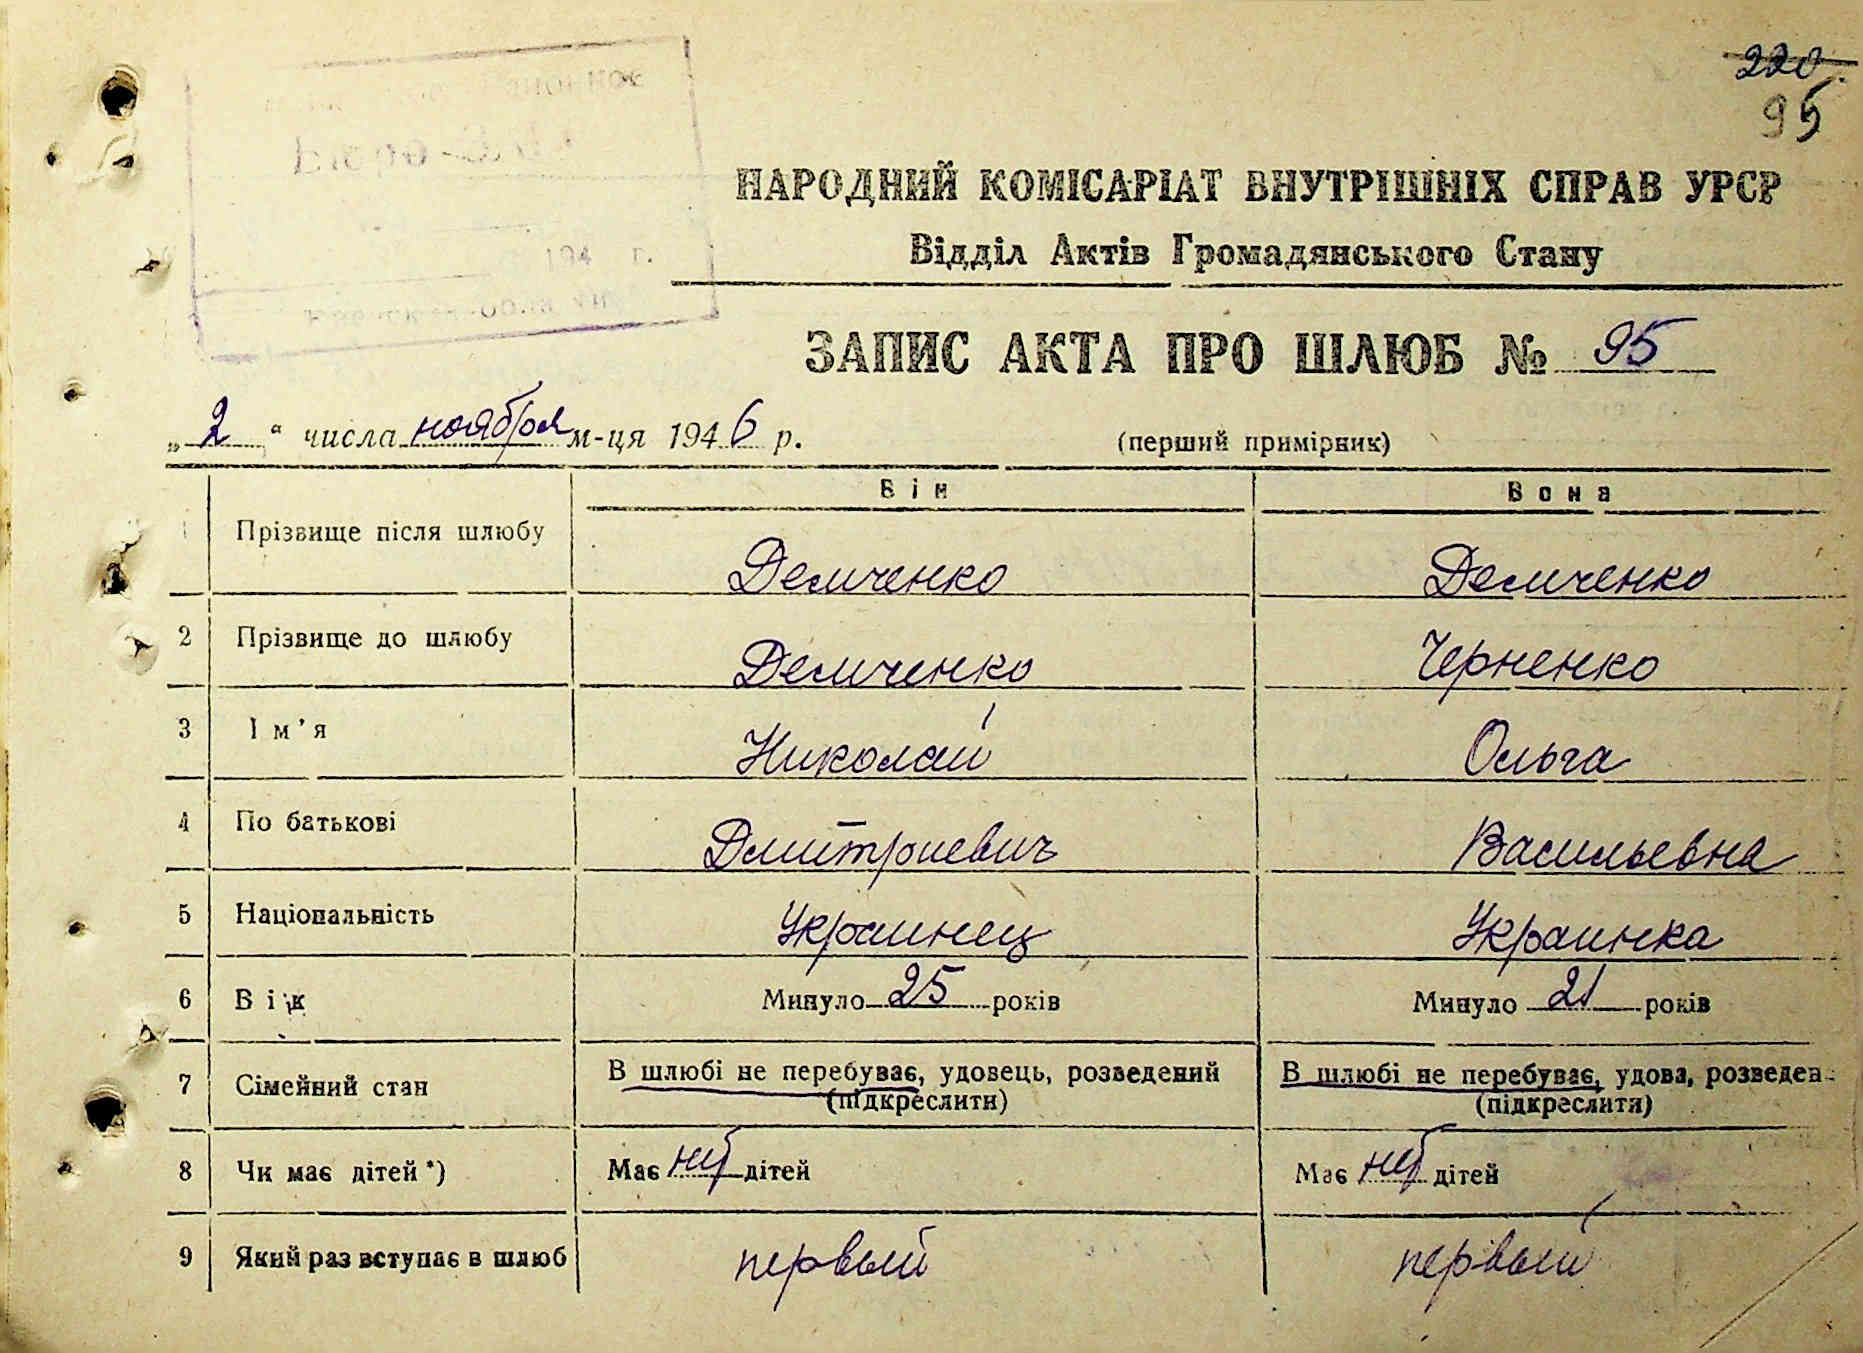 220
95
НАРОДНИЙ КОМІСАРІАТ ВНУТРІШНІХ СПРАВ УРСР
Відділ Актів Громадянського Стану
ЗАПИС АКТА ПРО ШЛЮБ № 95
„2“ числа ноября м-ця 1946 р.
(перший примірник)
Він Вона
1 Прізвище після шлюбу Демченко Демченко
2 Прізвище до шлюбу Демченко Черненко
3 Ім'я Николай Ольга
4 По батькові Дмитриевич Васильевна
5 Національність Украинец Украинка
6 Вік Минуло 25 років Минуло 21 років
7 Сімейний стан В шлюбі не перебуває, удовець, розведений В шлюбі не перебуває, удова, розведен
(підкреслити) (підкреслити)
8 Чи має дітей *) Має нет дітей Має нет дітей
9 Який раз вступає в шлюб первый первый
194 г.